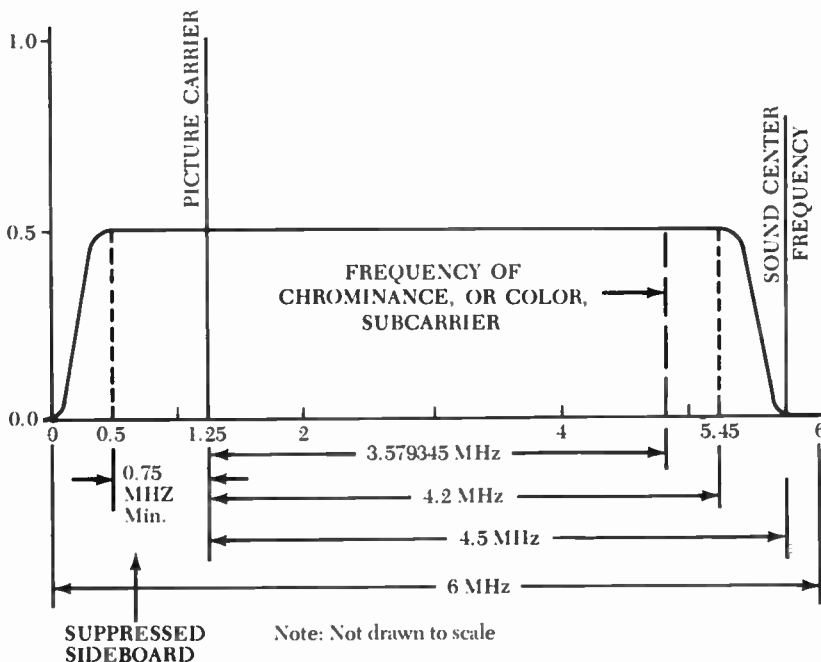 1.0
PICTURE CARRIER
SOUND CENTER
FREQUENCY
0.5
FREQUENCY OF
CHROMINANCE, OR COLOR,
SUBCARRIER
0.0
0 0.5 1.25 2 4 5.45 6
3.579345 MHz
0.75
MHZ
Min.
4.2 MHz
4.5 MHz
6 MHz
SUPPRESSED
SIDEBOARD
Note: Not drawn to scale